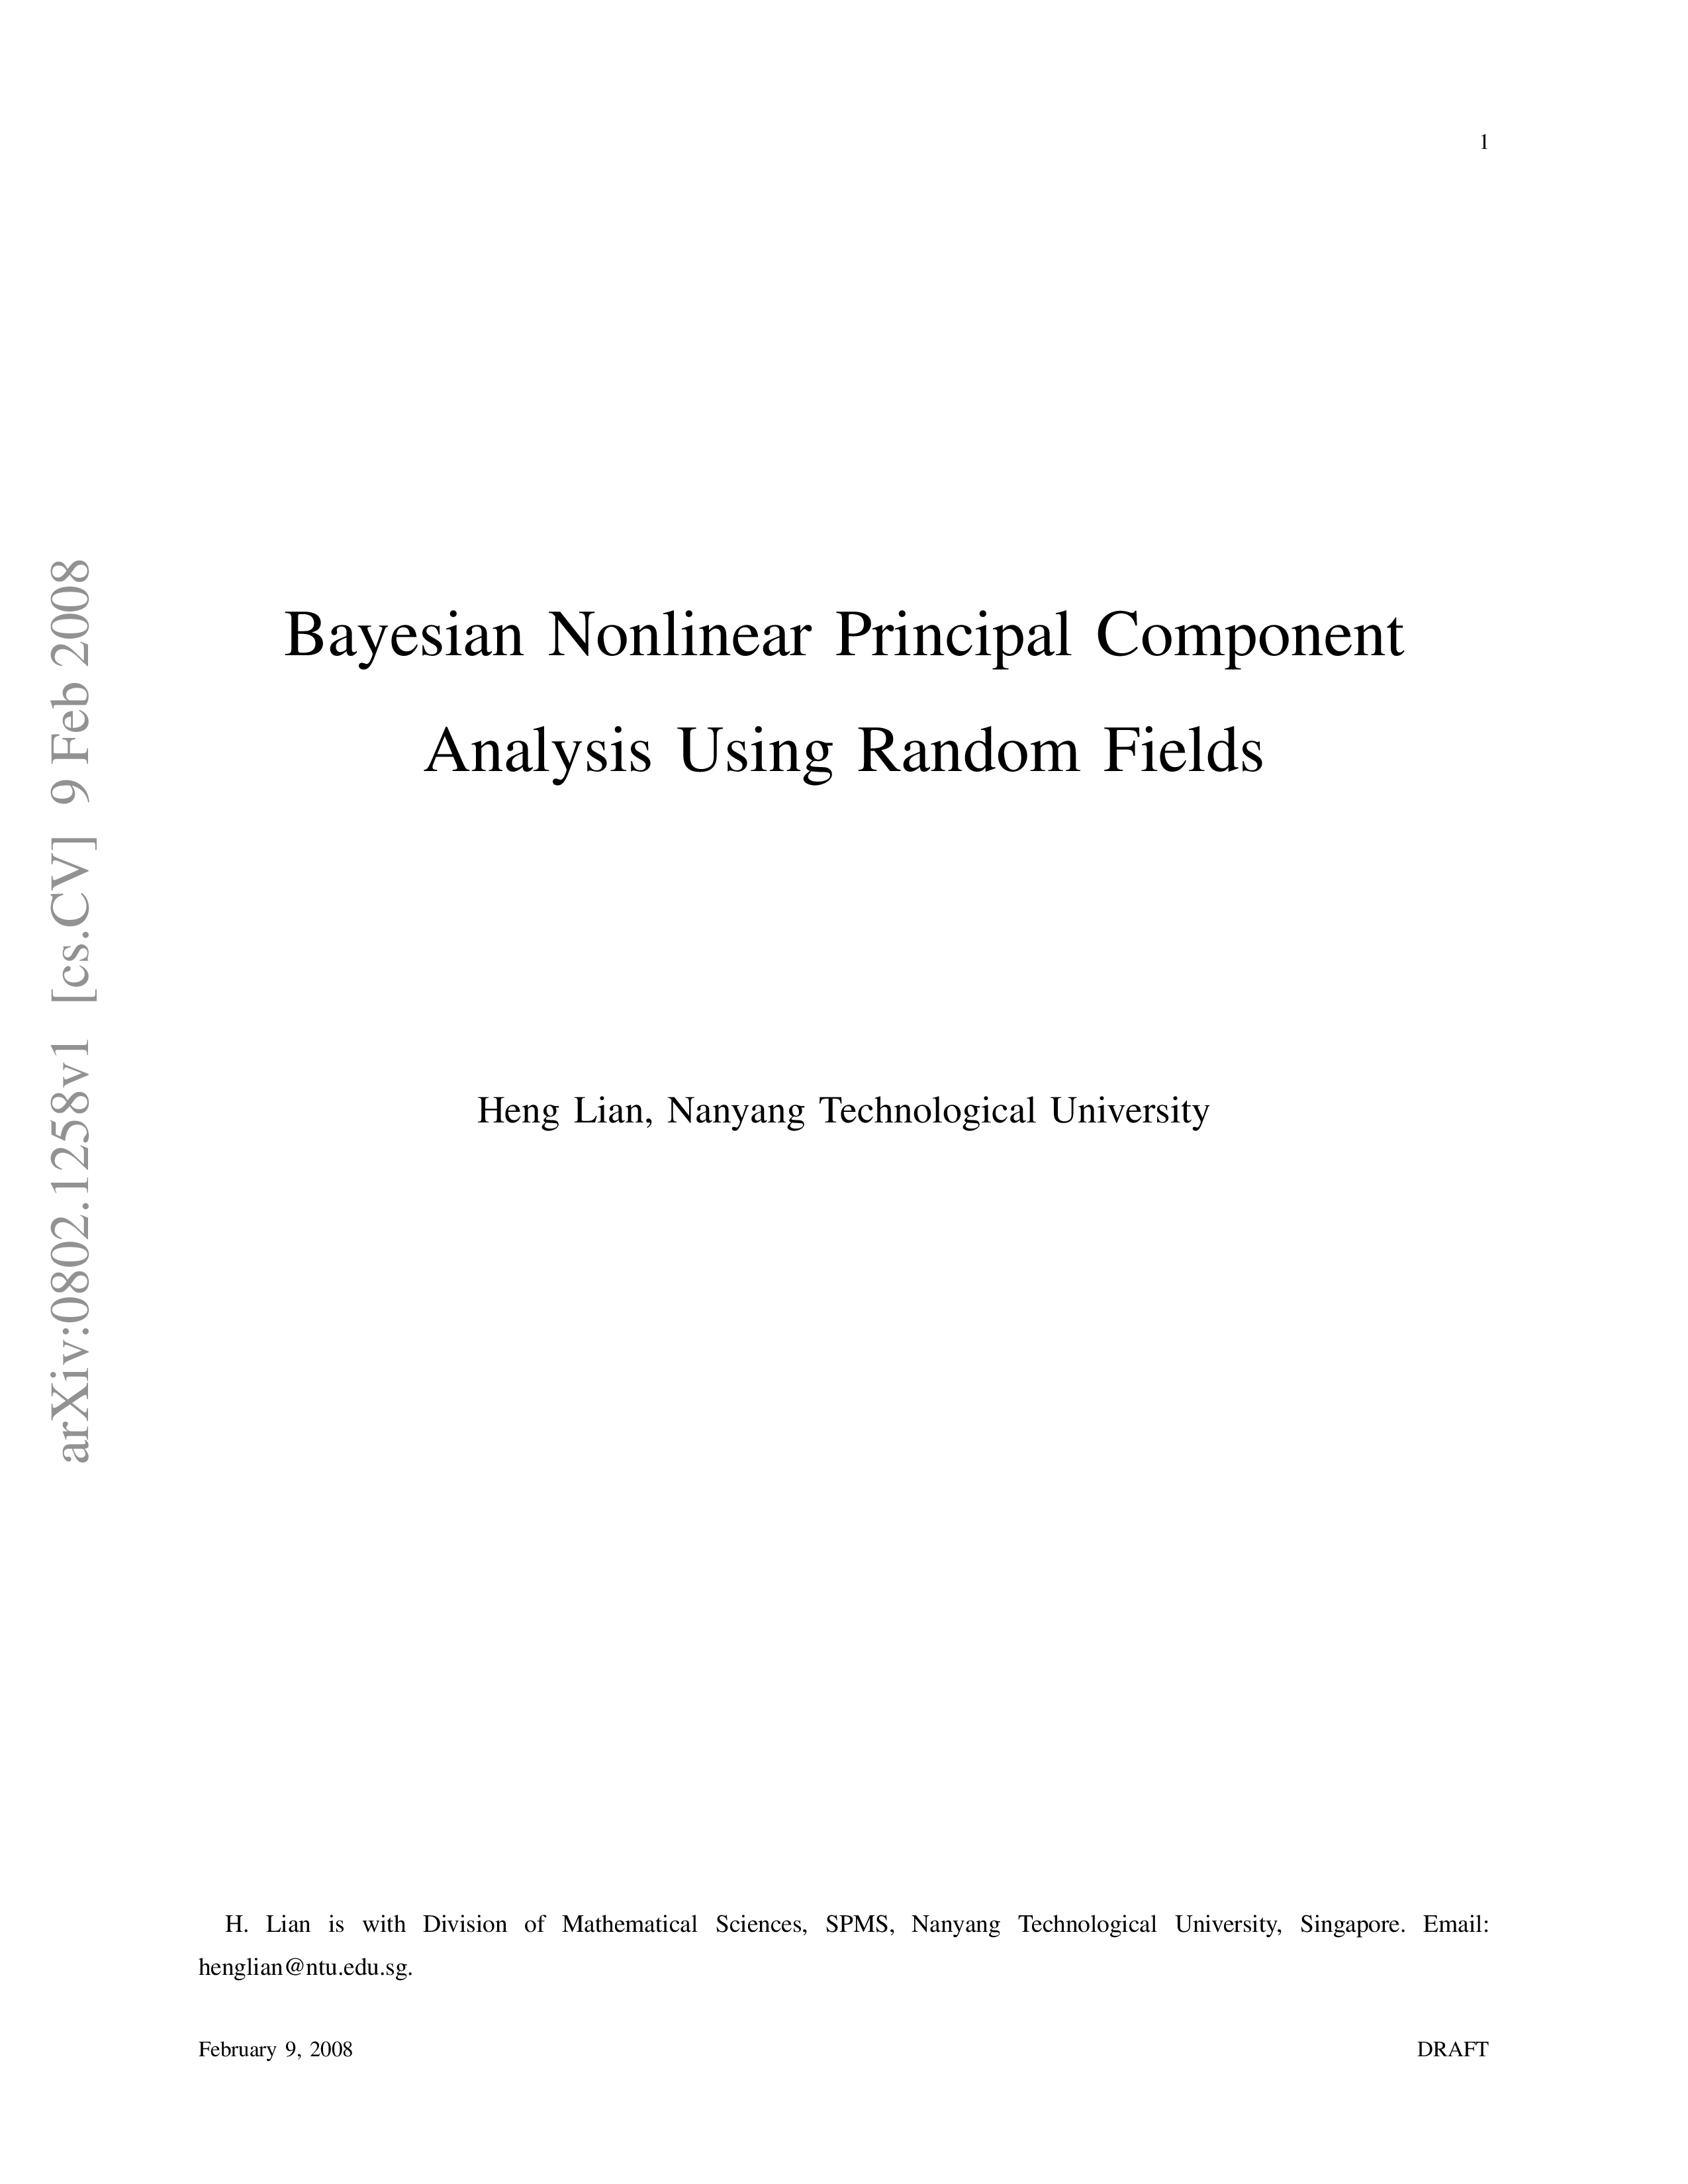 1
arXiv:0802.1258v1 [cs.CV] 9 Feb 2008
Bayesian Nonlinear Principal Component
Analysis Using Random Fields
Heng Lian, Nanyang Technological University
H. Lian is with Division of Mathematical Sciences, SPMS, Nanyang Technological University, Singapore. Email:
henglian@ntu.edu.sg.
February 9, 2008
DRAFT